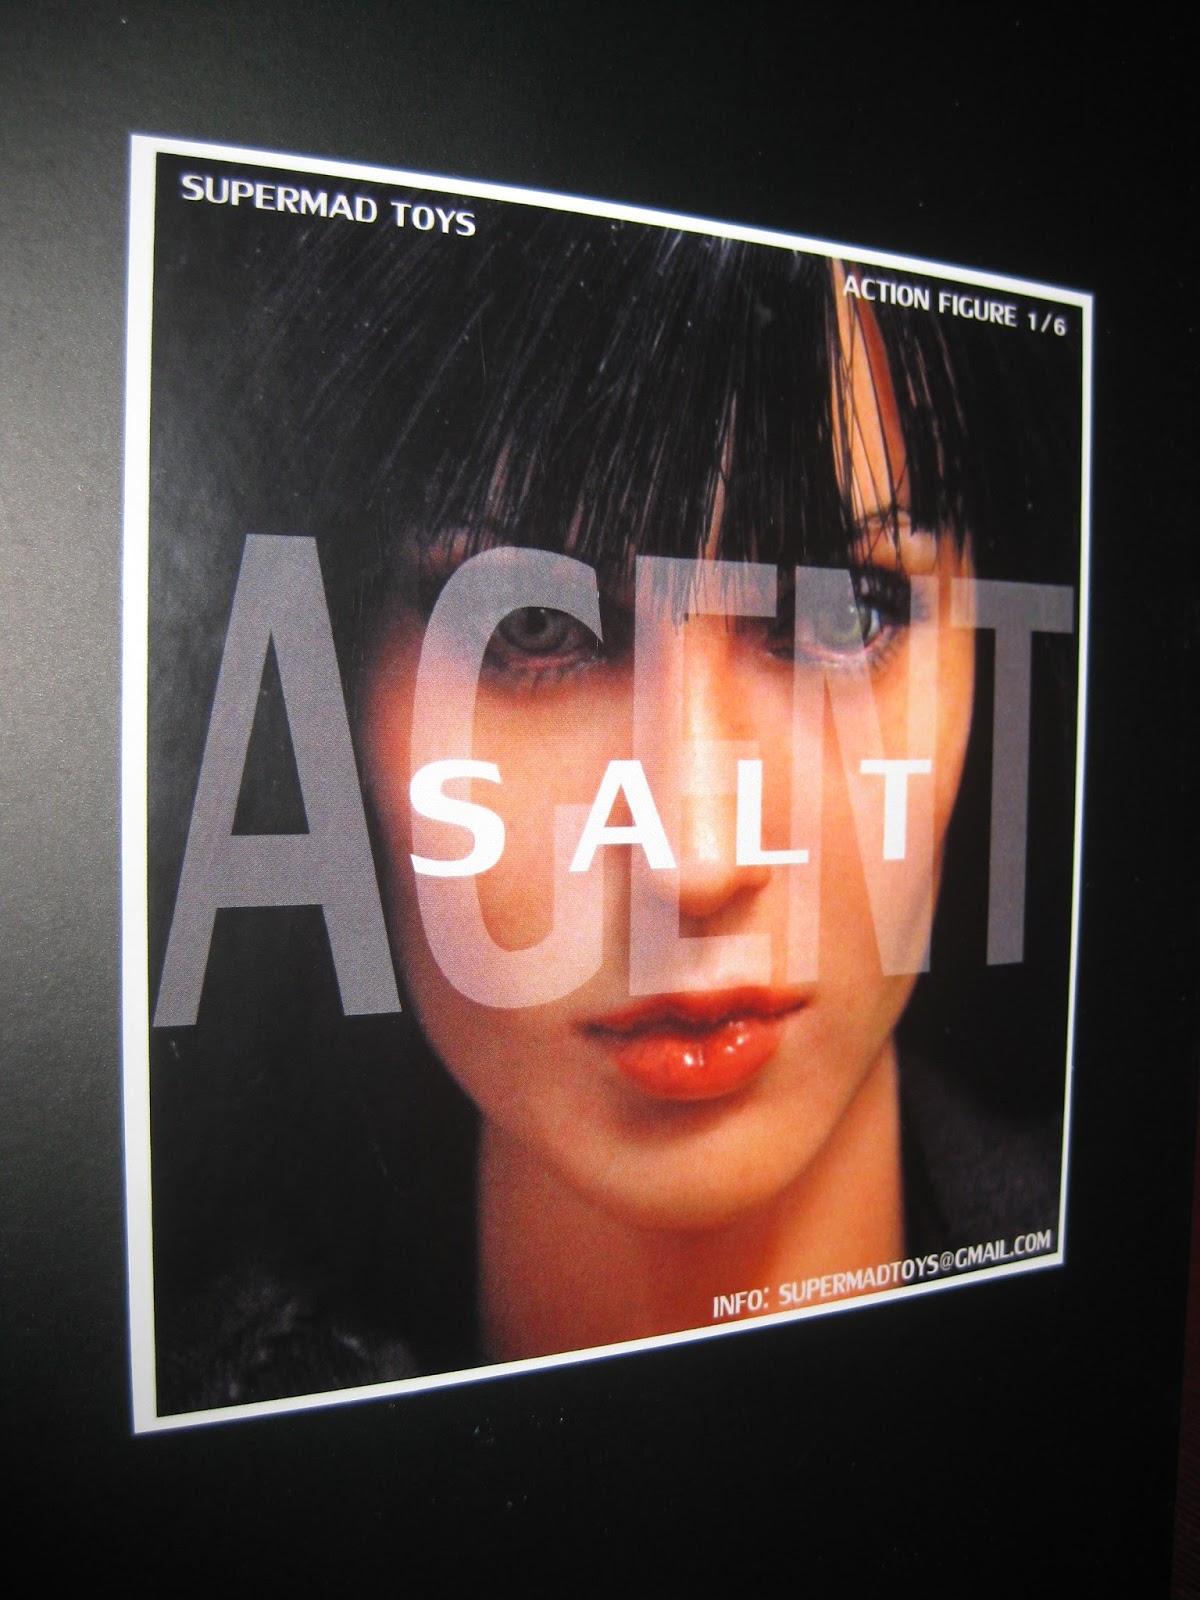 SUPERMAD TOYS
ACTION FIGURE 1/6
AGENT
SALT
INFO: SUPERMADTOYS@GMAIL.COM